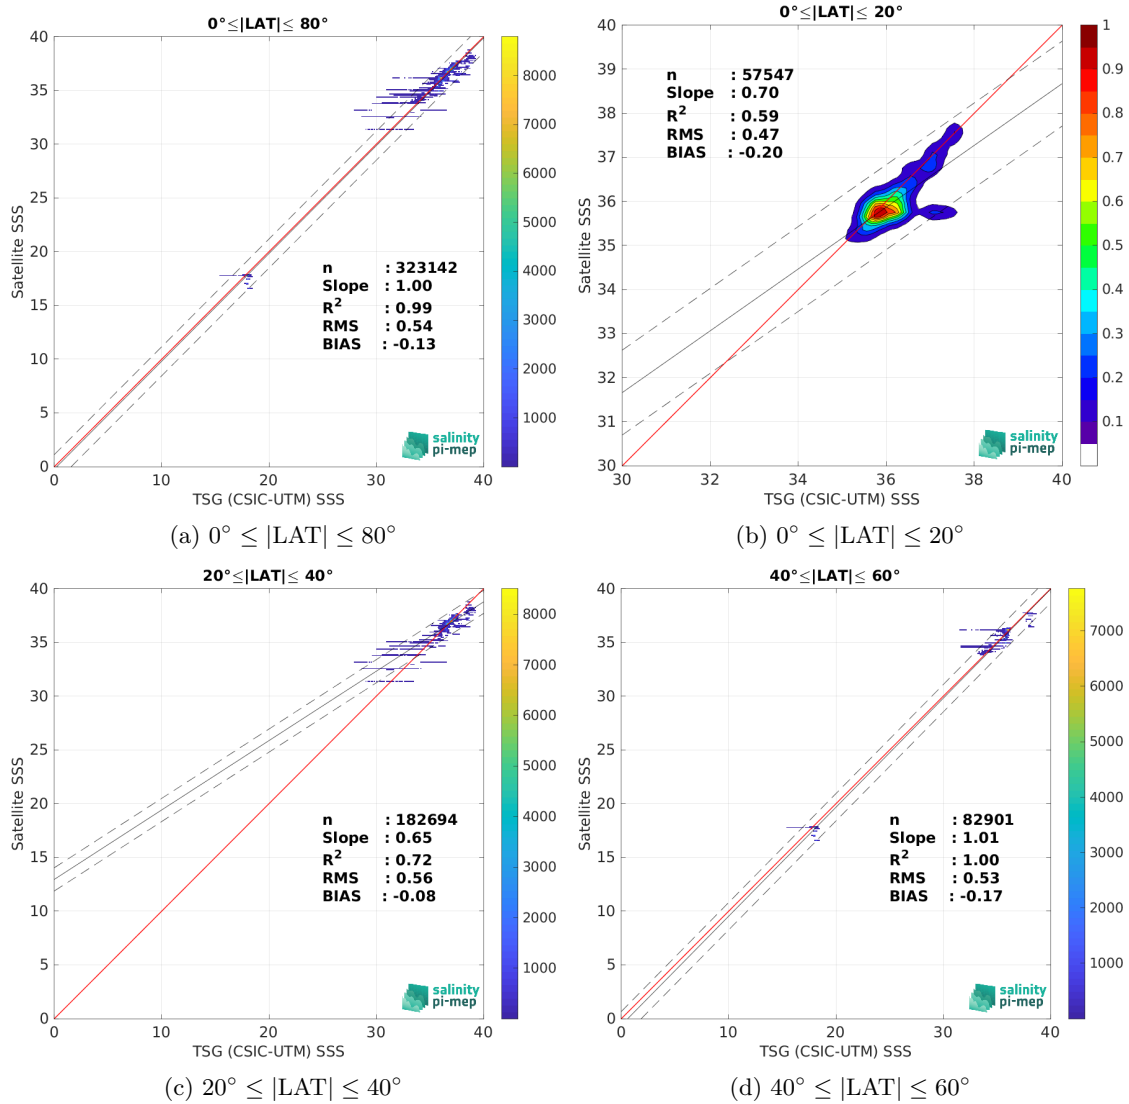 0°≤|LAT|≤ 80°
Satellite SSS
40
35
30
25
20
15
10
5
0
n : 323142
Slope : 1.00
R² : 0.99
RMS : 0.54
BIAS : -0.13
salinity
pi-mep
0 10 20 30 40
TSG (CSIC-UTM) SSS
8000
7000
6000
5000
4000
3000
2000
1000
(a) 0° ≤ |LAT| ≤ 80°
0°≤|LAT|≤ 20°
Satellite SSS
40
39
38
37
36
35
34
33
32
31
30
n : 57547
Slope : 0.70
R² : 0.59
RMS : 0.47
BIAS : -0.20
salinity
pi-mep
30 32 34 36 38 40
TSG (CSIC-UTM) SSS
1
0.9
0.8
0.7
0.6
0.5
0.4
0.3
0.2
0.1
(b) 0° ≤ |LAT| ≤ 20°
20°≤|LAT|≤ 40°
Satellite SSS
40
35
30
25
20
15
10
5
0
n : 182694
Slope : 0.65
R² : 0.72
RMS : 0.56
BIAS : -0.08
salinity
pi-mep
0 10 20 30 40
TSG (CSIC-UTM) SSS
8000
7000
6000
5000
4000
3000
2000
1000
(c) 20° ≤ |LAT| ≤ 40°
40°≤|LAT|≤ 60°
Satellite SSS
40
35
30
25
20
15
10
5
0
n : 82901
Slope : 1.01
R² : 1.00
RMS : 0.53
BIAS : -0.17
salinity
pi-mep
0 10 20 30 40
TSG (CSIC-UTM) SSS
7000
6000
5000
4000
3000
2000
1000
(d) 40° ≤ |LAT| ≤ 60°